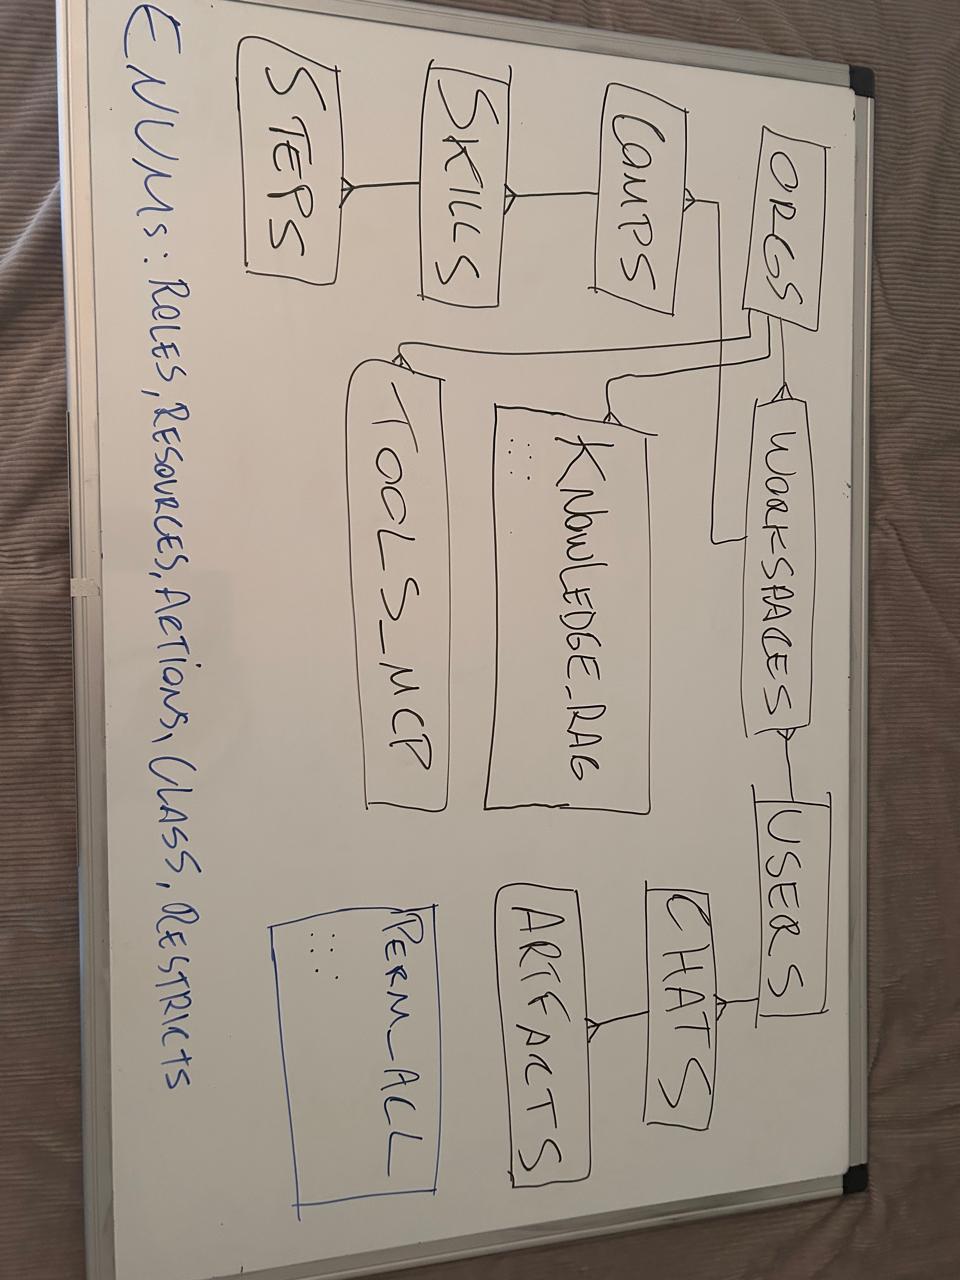 ORGS
WORKSPACES
USERS
CHATS
COMPS
KNOWLEDGE_RAG
ARTFACTS
SKILLS
TOOLS_MCP
PERM_ACL
STEPS
ENUMs: ROLES, RESOURCES, ACTIONS, CLASS, RESTRICTS